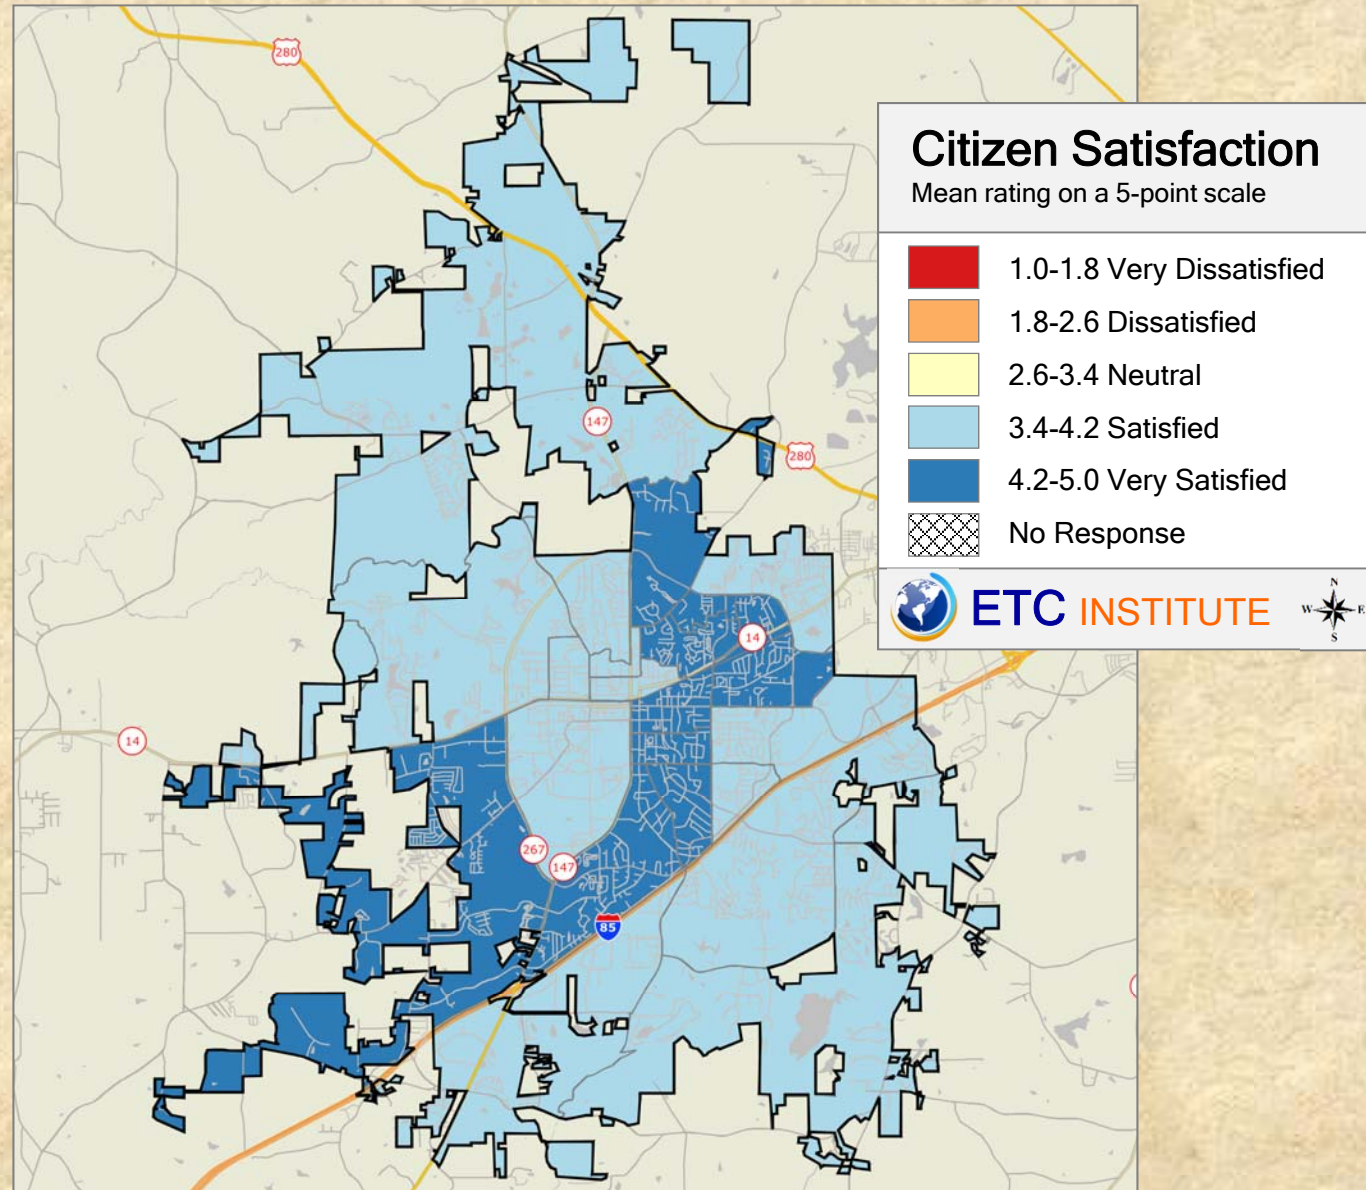 280
Citizen Satisfaction
Mean rating on a 5-point scale
1.0-1.8 Very Dissatisfied
1.8-2.6 Dissatisfied
2.6-3.4 Neutral
3.4-4.2 Satisfied
4.2-5.0 Very Satisfied
No Response
ETC INSTITUTE
N
W E
S
147
280
14
14
267
147
85